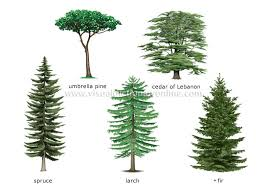 umbrella pine
cedar of Lebanon
spruce
larch
• fir